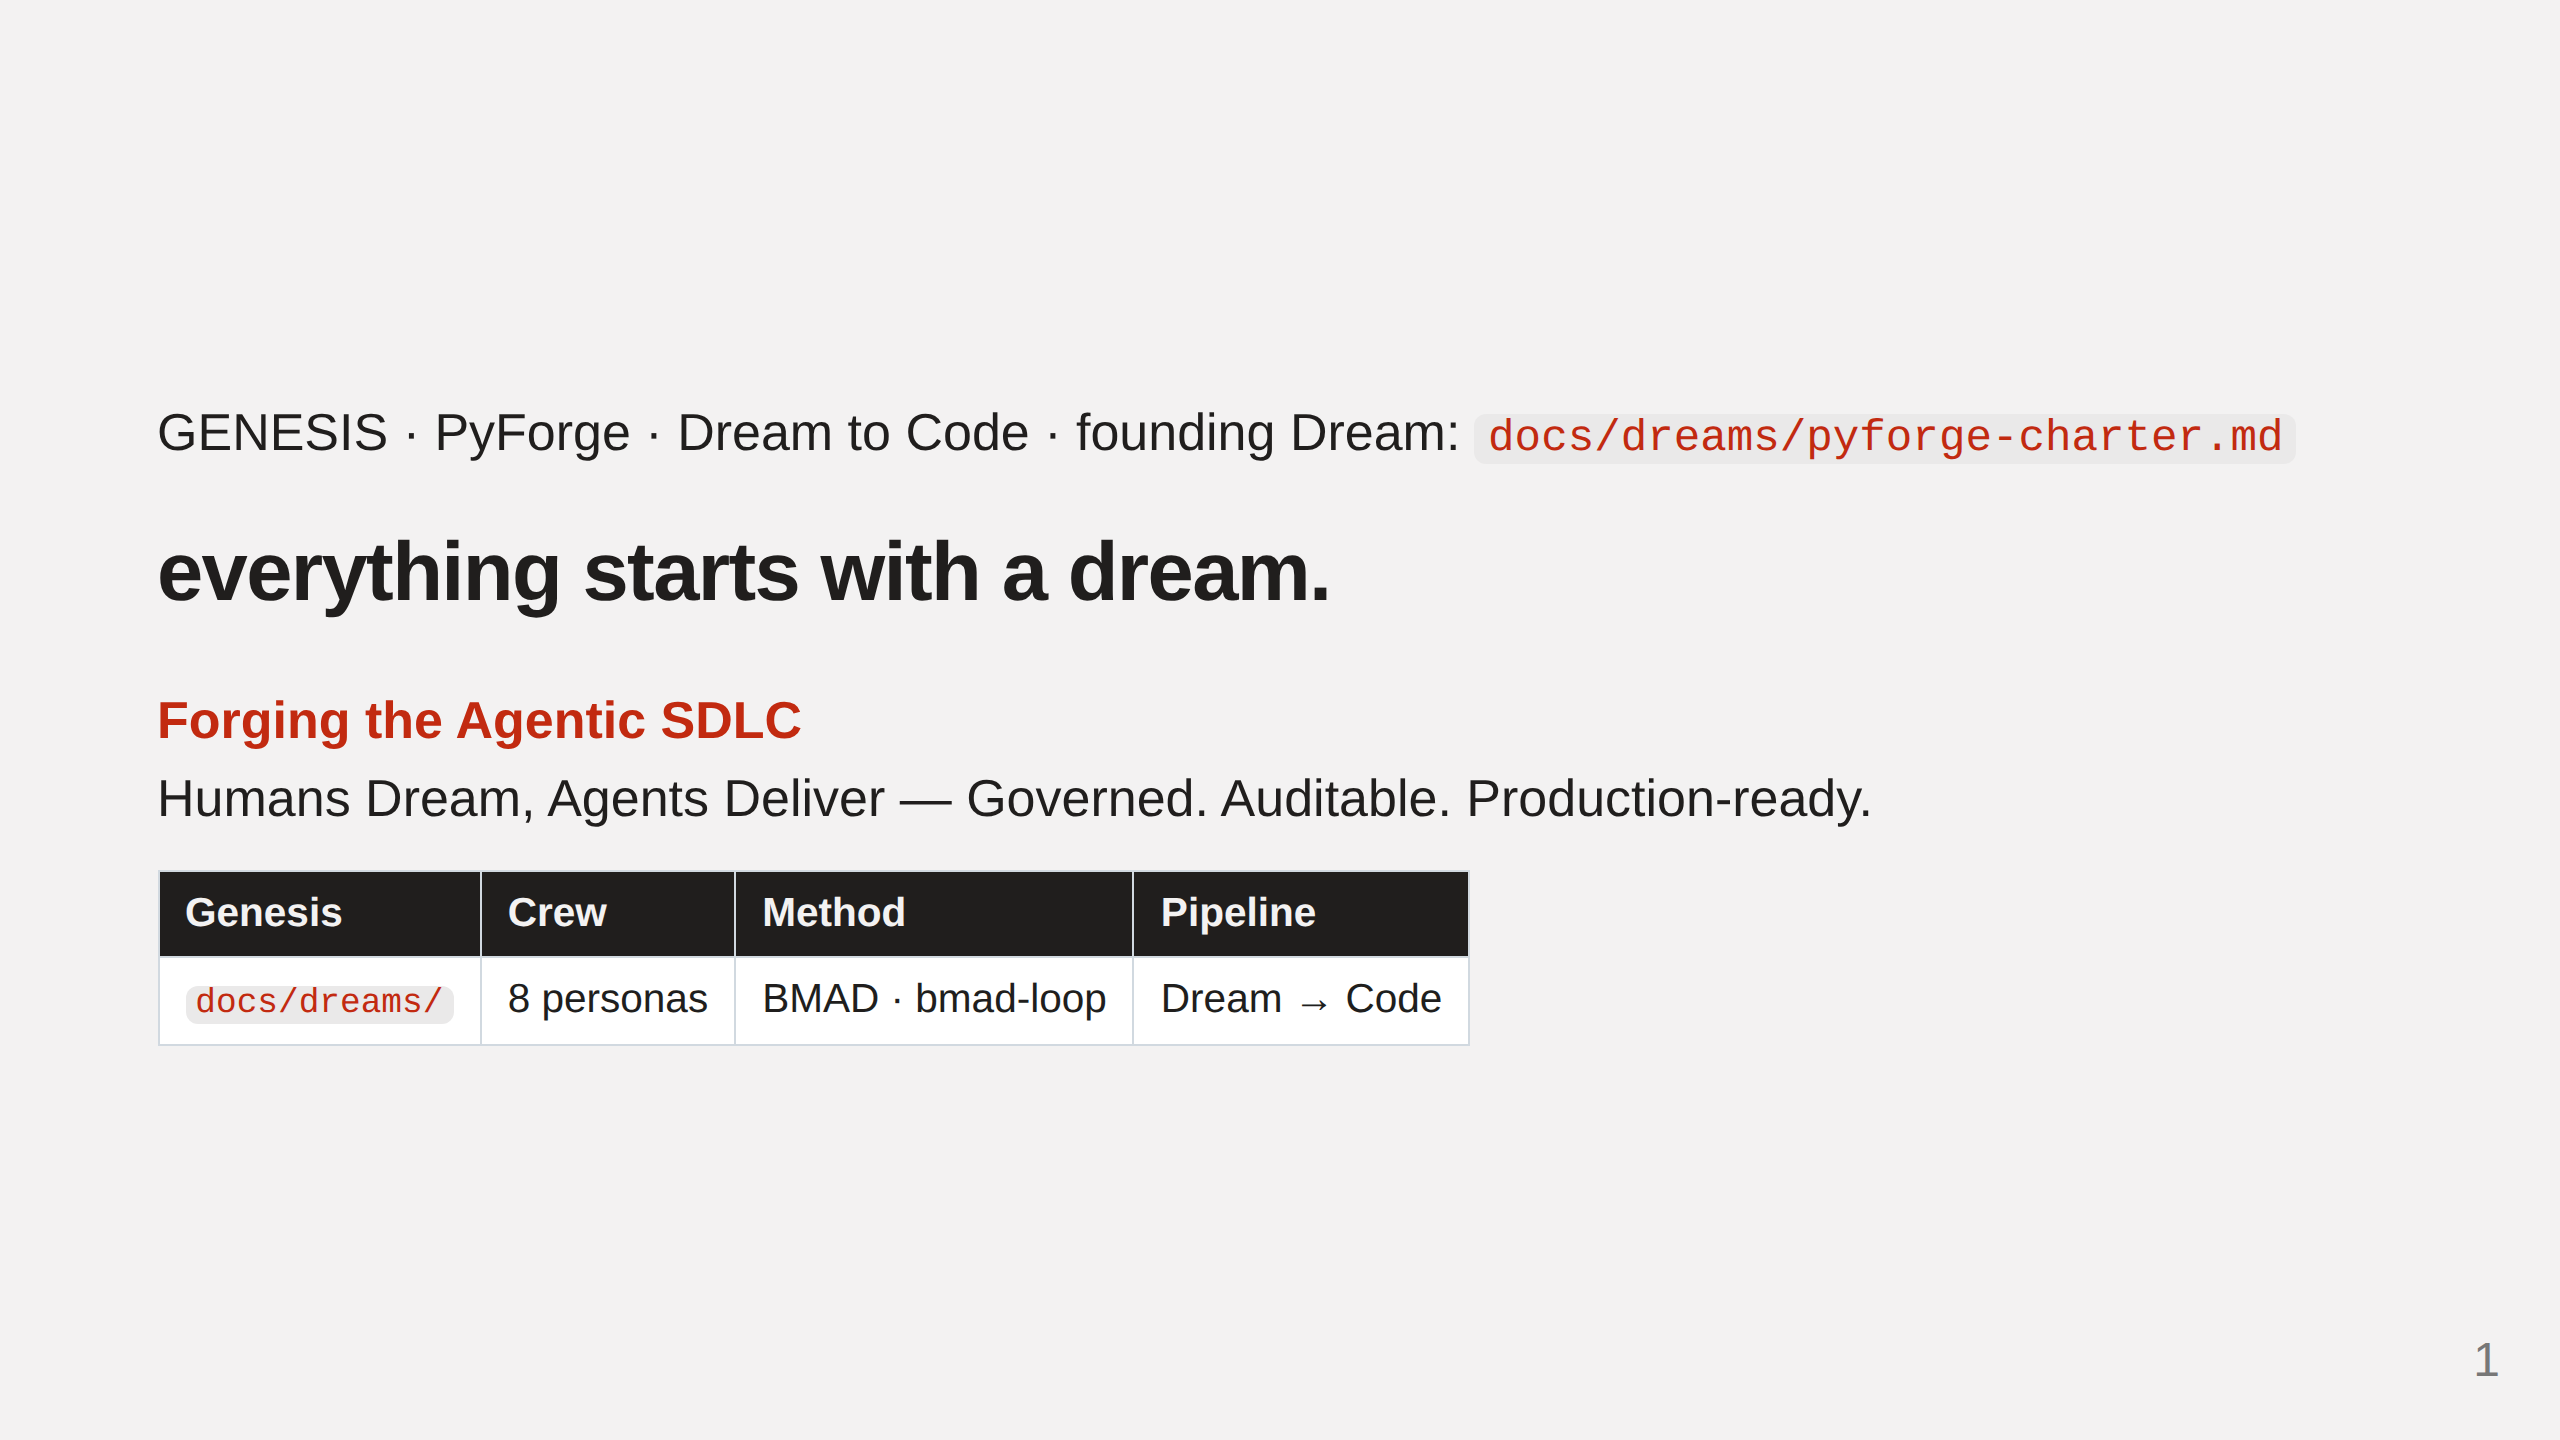 GENESIS · PyForge · Dream to Code · founding Dream: docs/dreams/pyforge-charter.md
everything starts with a dream.
Forging the Agentic SDLC
Humans Dream, Agents Deliver — Governed. Auditable. Production-ready.
Genesis Crew Method Pipeline
docs/dreams/ 8 personas BMAD · bmad-loop Dream → Code
1